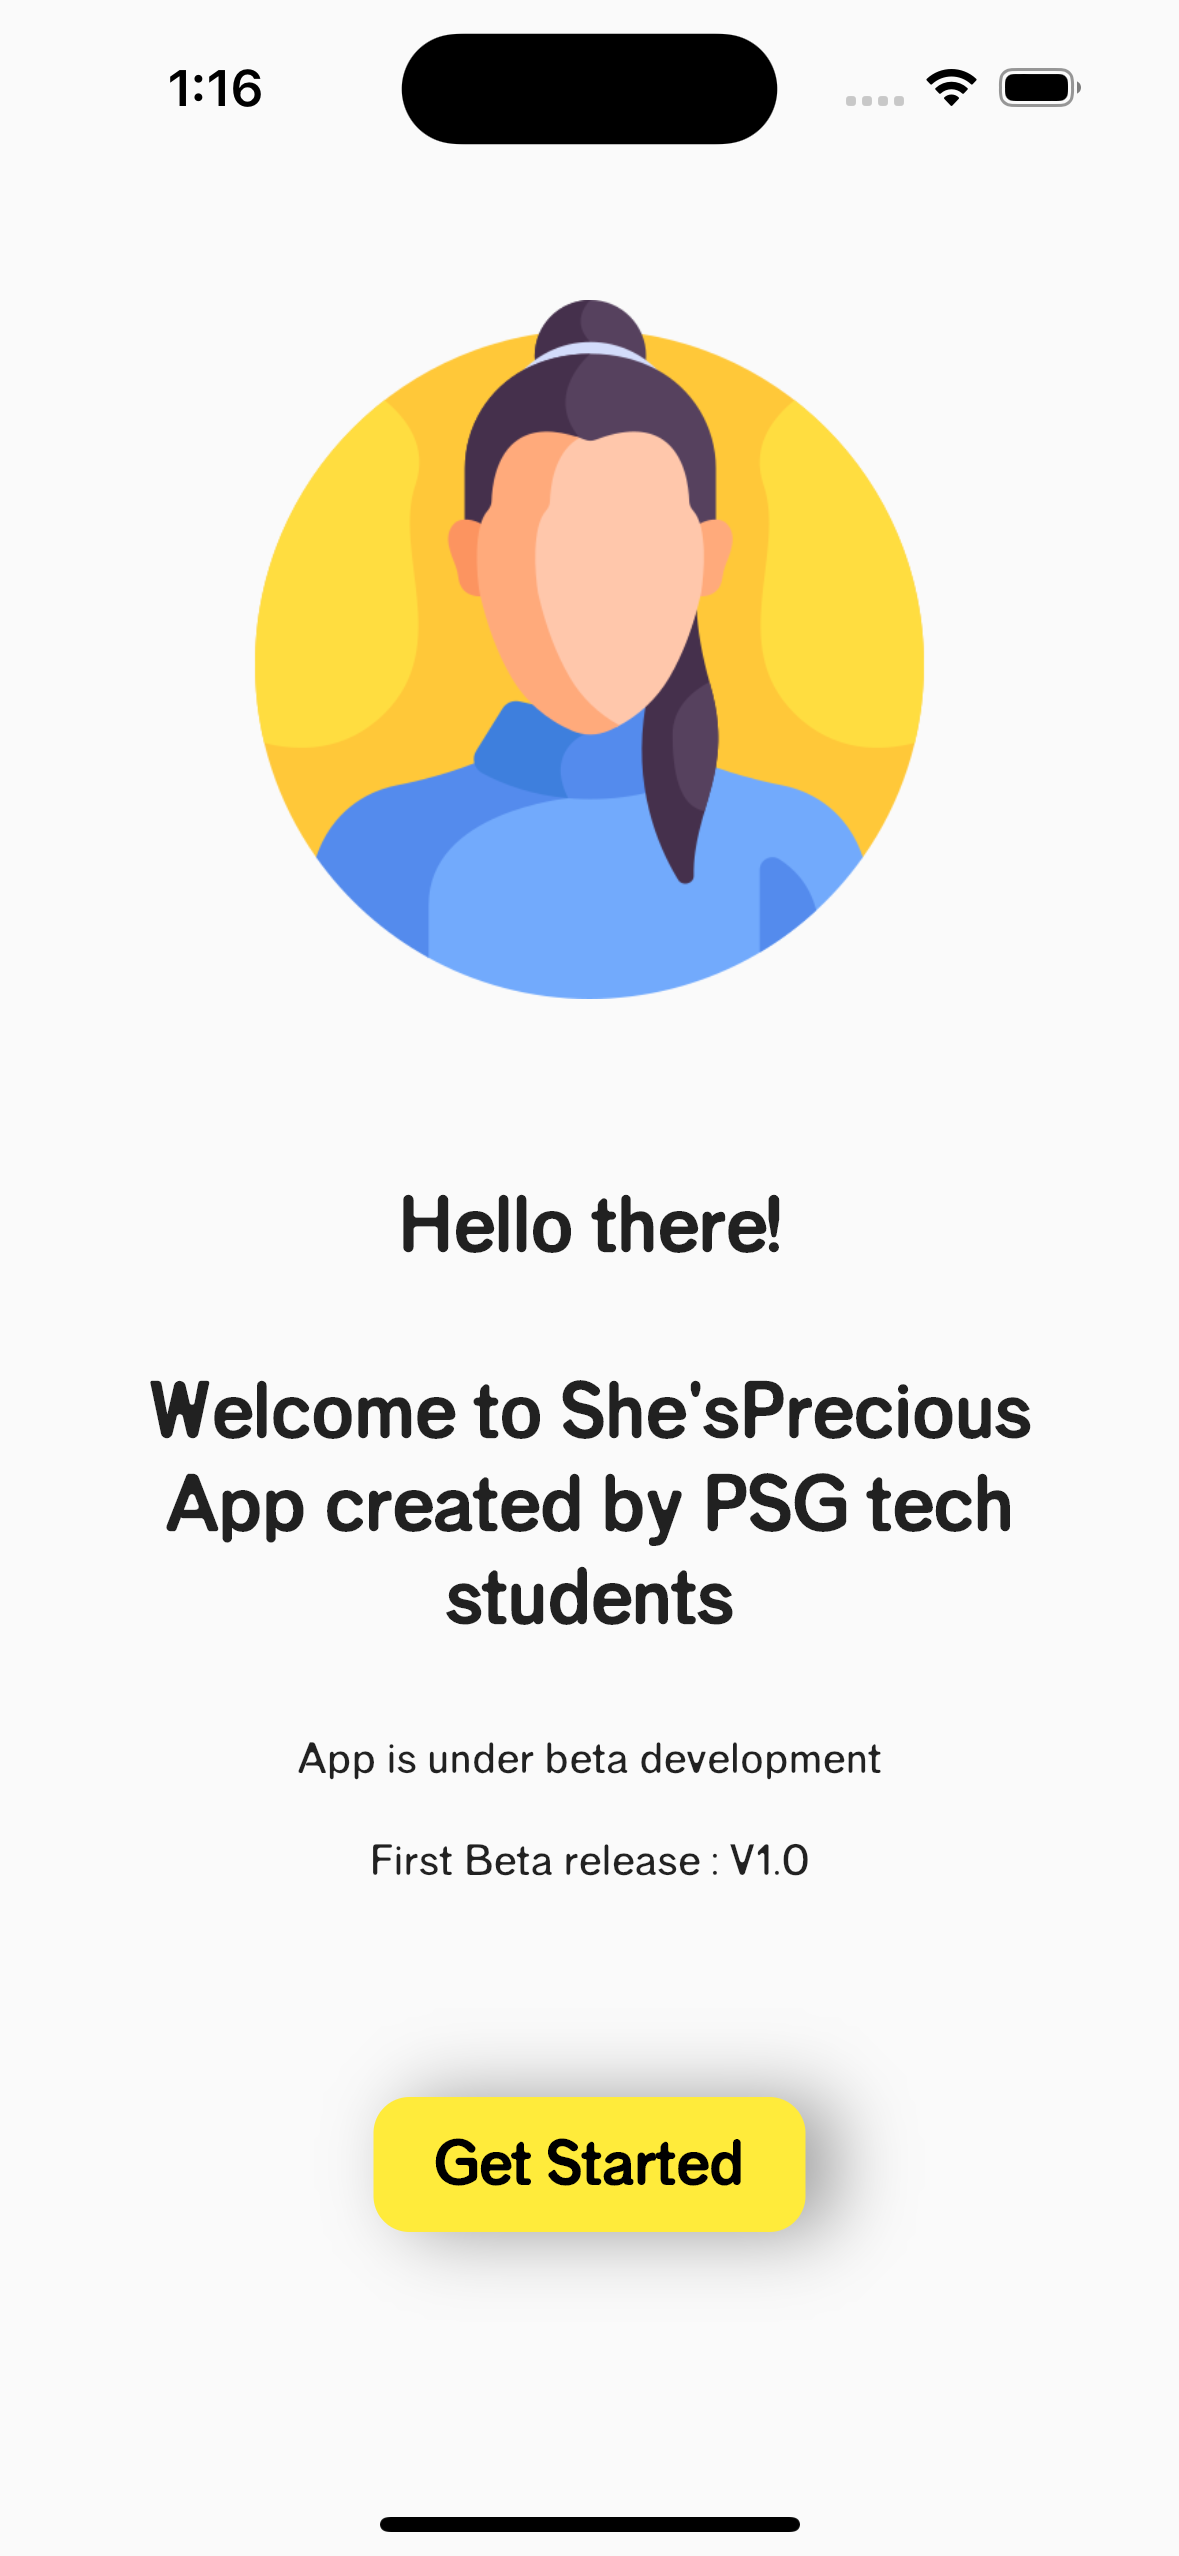 1:16
Hello there!
Welcome to She'sPrecious
App created by PSG tech
students
App is under beta development
First Beta release : V1.0
Get Started